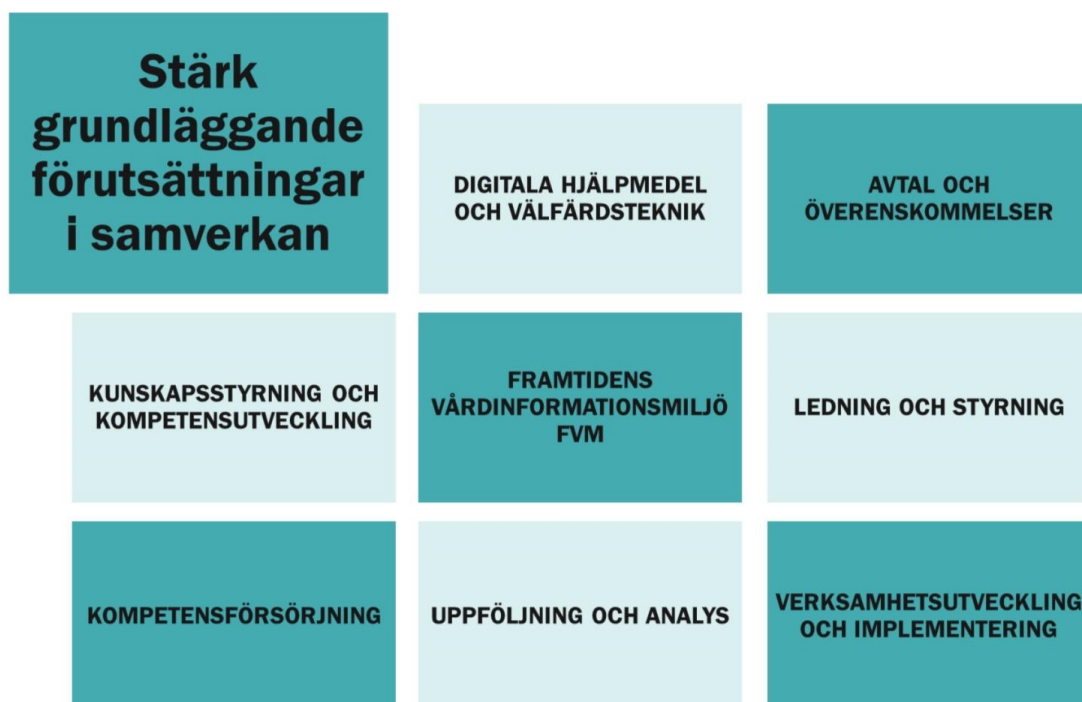 Stärk
grundläggande
förutsättningar
i samverkan
DIGITALA HJÄLPMEDEL
OCH VÄLFÄRDSTEKNIK
AVTAL OCH
ÖVERENSKOMMELSER
KUNSKAPSSTYRNING OCH
KOMPETENSUTVECKLING
FRAMTIDENS
VÅRDINFORMATIONSMILJÖ
FVM
LEDNING OCH STYRNING
KOMPETENSFÖRSÖRJNING
UPPFÖLJNING OCH ANALYS
VERKSAMHETSUTVECKLING
OCH IMPLEMENTERING